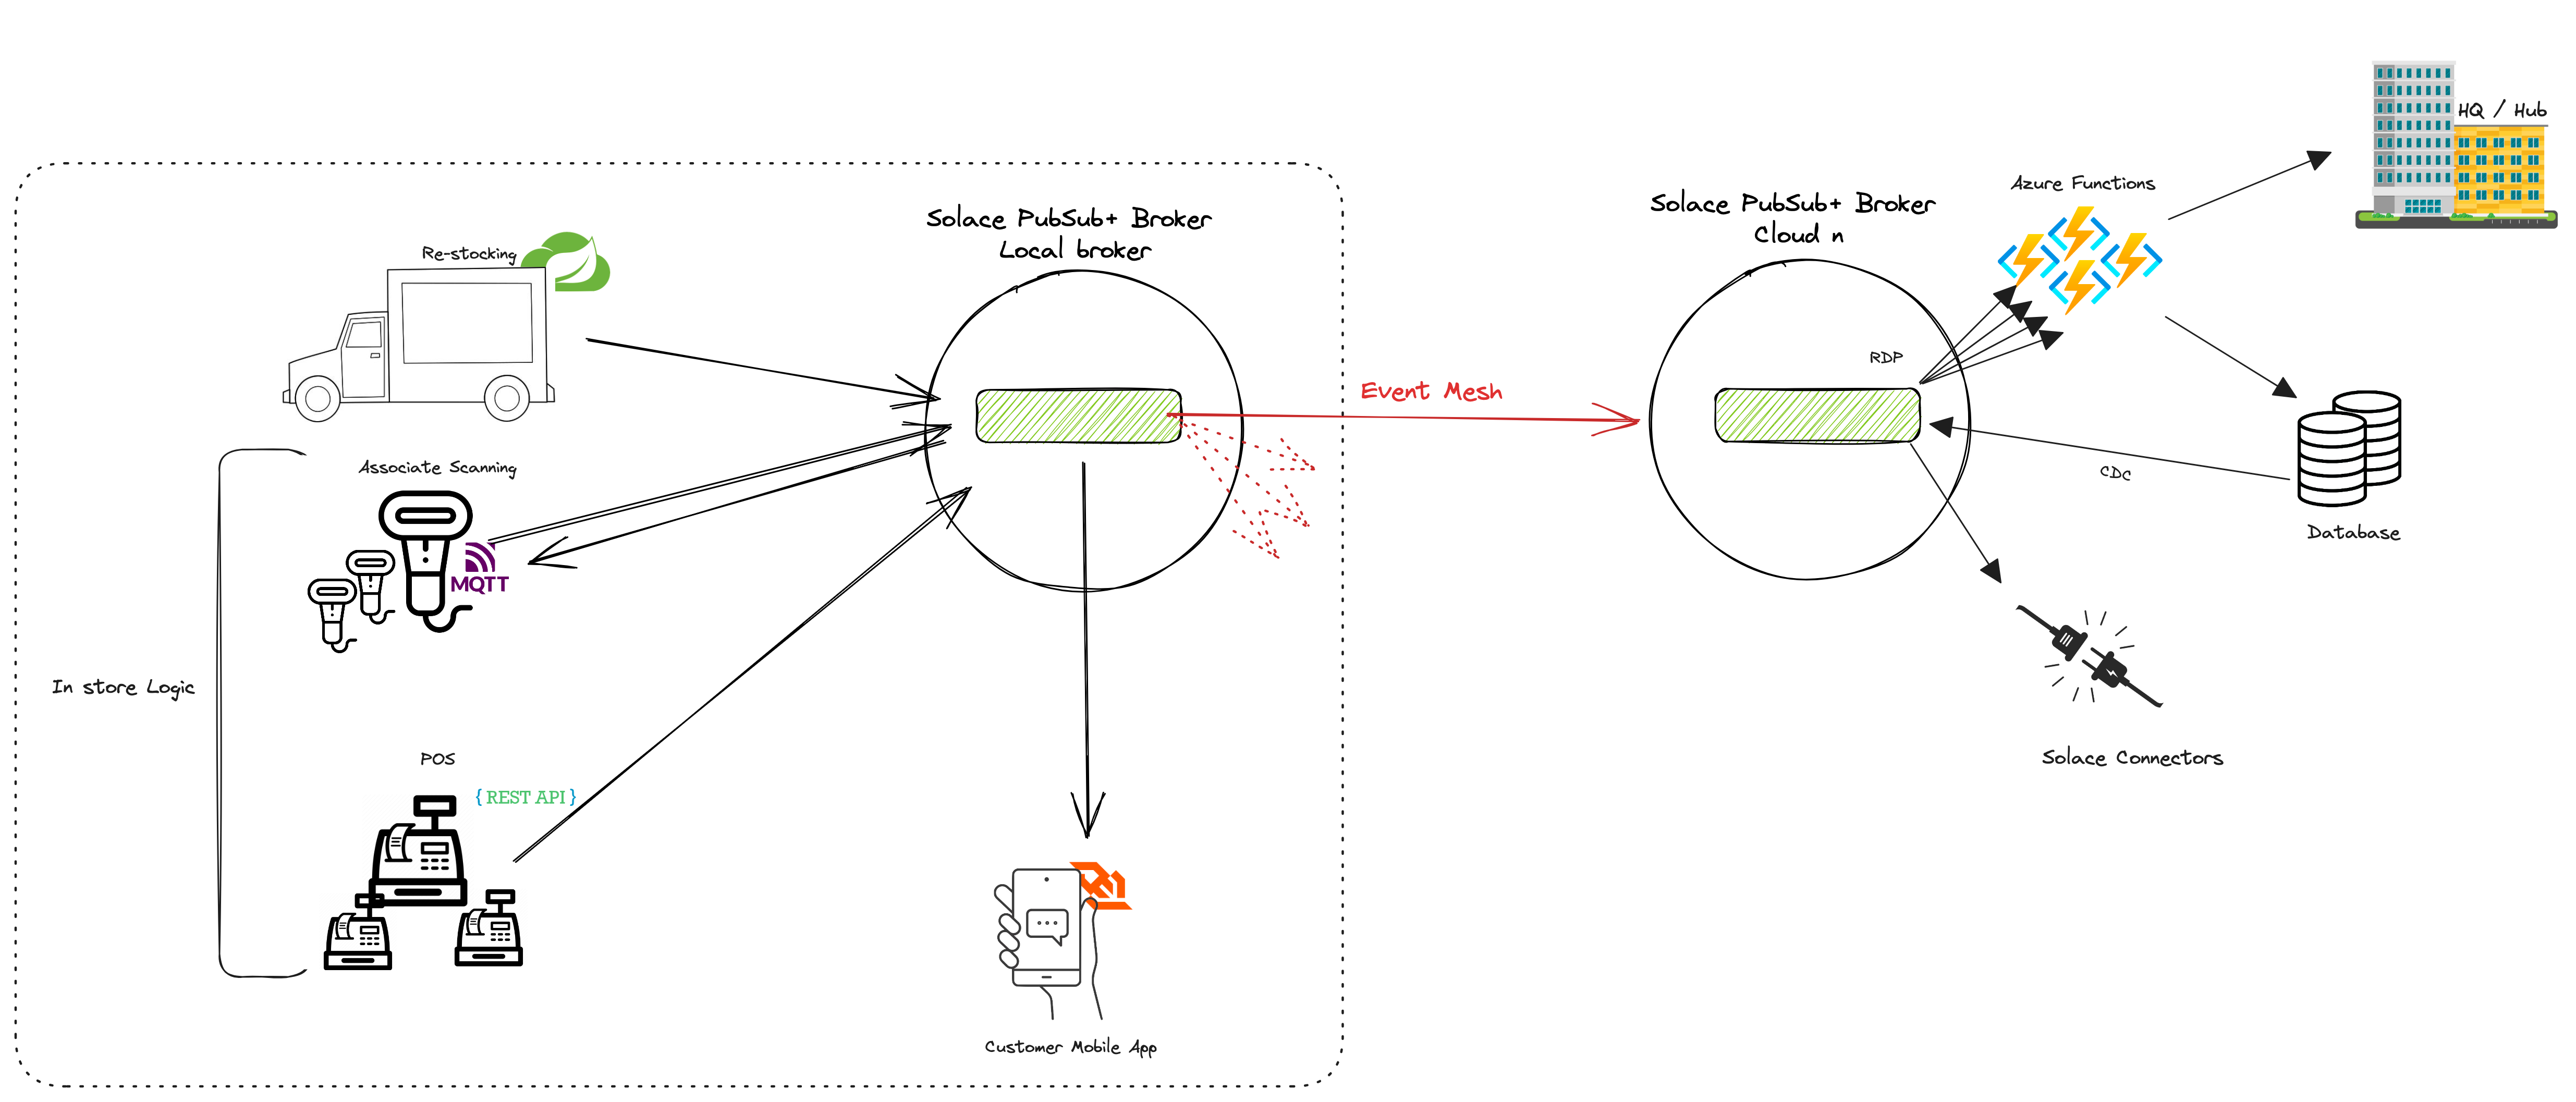 HQ / Hub
Azure Functions
Solace PubSub+ Broker
Local broker
Solace PubSub+ Broker
Cloud n
Re-stocking
RDP
Event Mesh
Associate Scanning
CDC
Database
MQTT
In store Logic
POS
Solace Connectors
{ REST API }
Customer Mobile App